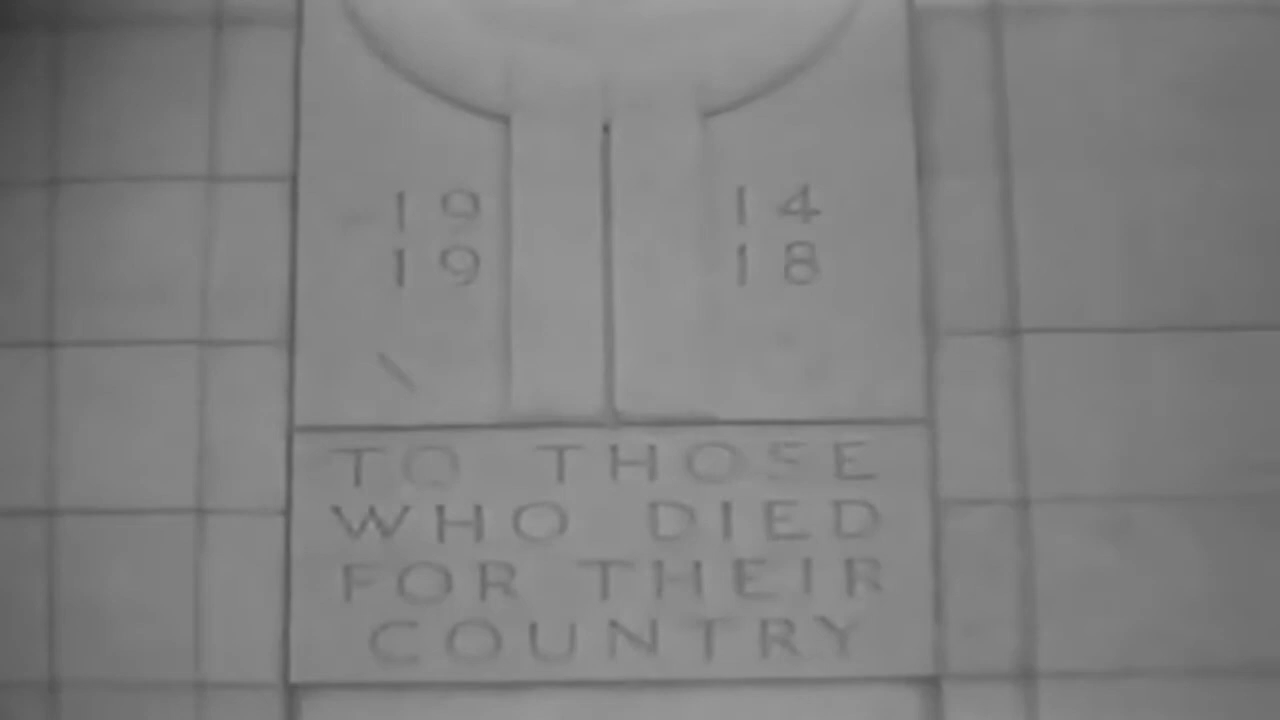 19 14
19 18
TO THOSE
WHO DIED
FOR THEIR
COUNTRY